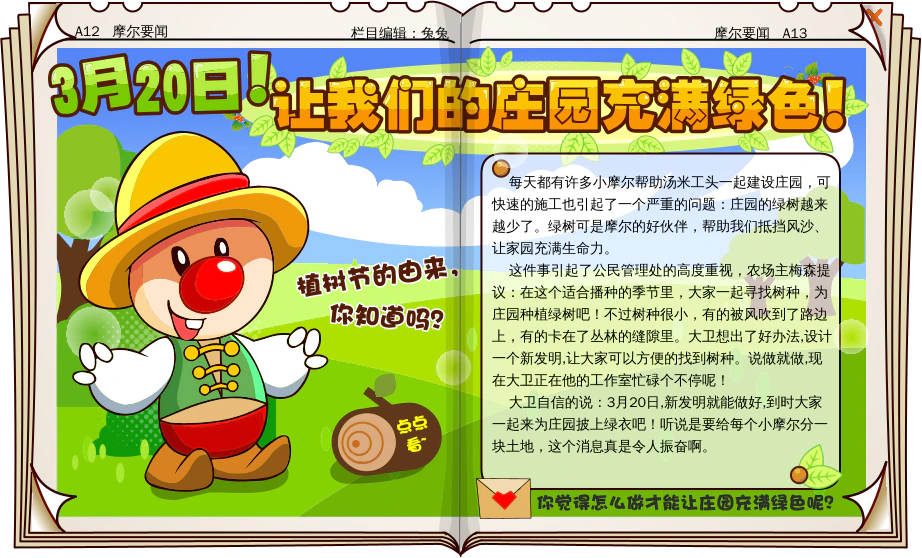 A12 摩尔要闻
栏目编辑：兔兔
摩尔要闻 A13
3月20日！让我们的庄园充满绿色！
植树节的由来，
你知道吗？
点点
看~
每天都有许多小摩尔帮助汤米工头一起建设庄园，可
快速的施工也引起了一个严重的问题：庄园的绿树越来
越少了。绿树可是摩尔的好伙伴，帮助我们抵挡风沙、
让家园充满生命力。
这件事引起了公民管理处的高度重视，农场主梅森提
议：在这个适合播种的季节里，大家一起寻找树种，为
庄园种植绿树吧！不过树种很小，有的被风吹到了路边
上，有的卡在了丛林的缝隙里。大卫想出了好办法,设计
一个新发明,让大家可以方便的找到树种。说做就做,现
在大卫正在他的工作室忙碌个不停呢！
大卫自信的说：3月20日,新发明就能做好,到时大家
一起来为庄园披上绿衣吧！听说是要给每个小摩尔分一
块土地，这个消息真是令人振奋啊。
你觉得怎么做才能让庄园充满绿色呢？